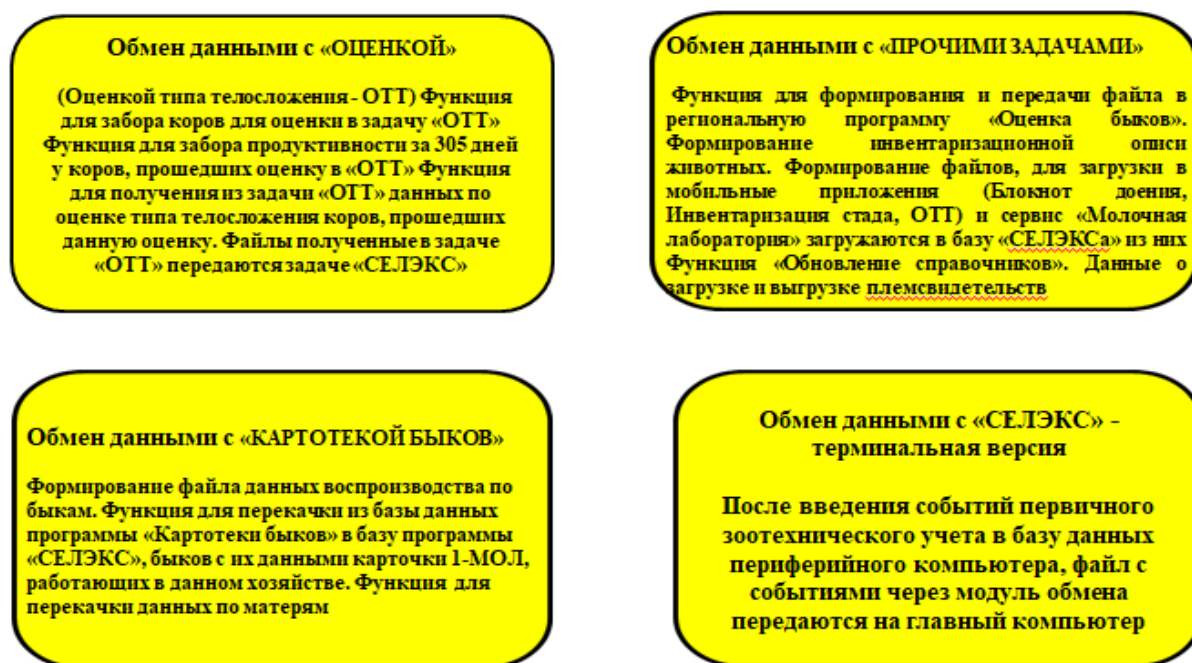 Обмен данными с «ОЦЕНКОЙ»
(Оценкой типа телосложения - ОТТ) Функция
для забора коров для оценки в задачу «ОТТ»
Функция для забора продуктивности за 305 дней
у коров, прошедших оценку в «ОТТ» Функция
для получения из задачи «ОТТ» данных по
оценке типа телосложения коров, прошедших
данную оценку. Файлы полученные в задаче
«ОТТ» передаются задаче «СЕЛЭКС»
Обмен данными с «ПРОЧИМИ ЗАДАЧАМИ»
Функция для формирования и передачи файла в
региональную программу «Оценка быков».
Формирование инвентаризационной описи
животных. Формирование файлов, для загрузки в
мобильные приложения (Блокнот доения,
Инвентаризация стада, ОТТ) и сервис «Молочная
лаборатория» загружаются в базу «СЕЛЭКСа» из них
Функция «Обновление справочников». Данные о
загрузке и выгрузке племсвидетельств
Обмен данными с «КАРТОТЕКОЙ БЫКОВ»
Формирование файла данных воспроизводства по
быкам. Функция для перекачки из базы данных
программы «Картотеки быков» в базу программы
«СЕЛЭКС», быков с их данными карточки 1-МОЛ,
работающих в данном хозяйстве. Функция для
перекачки данных по матерям
Обмен данными с «СЕЛЭКС» -
терминальная версия
После введения событий первичного
зоотехнического учета в базу данных
периферийного компьютера, файл с
событиями через модуль обмена
передаются на главный компьютер